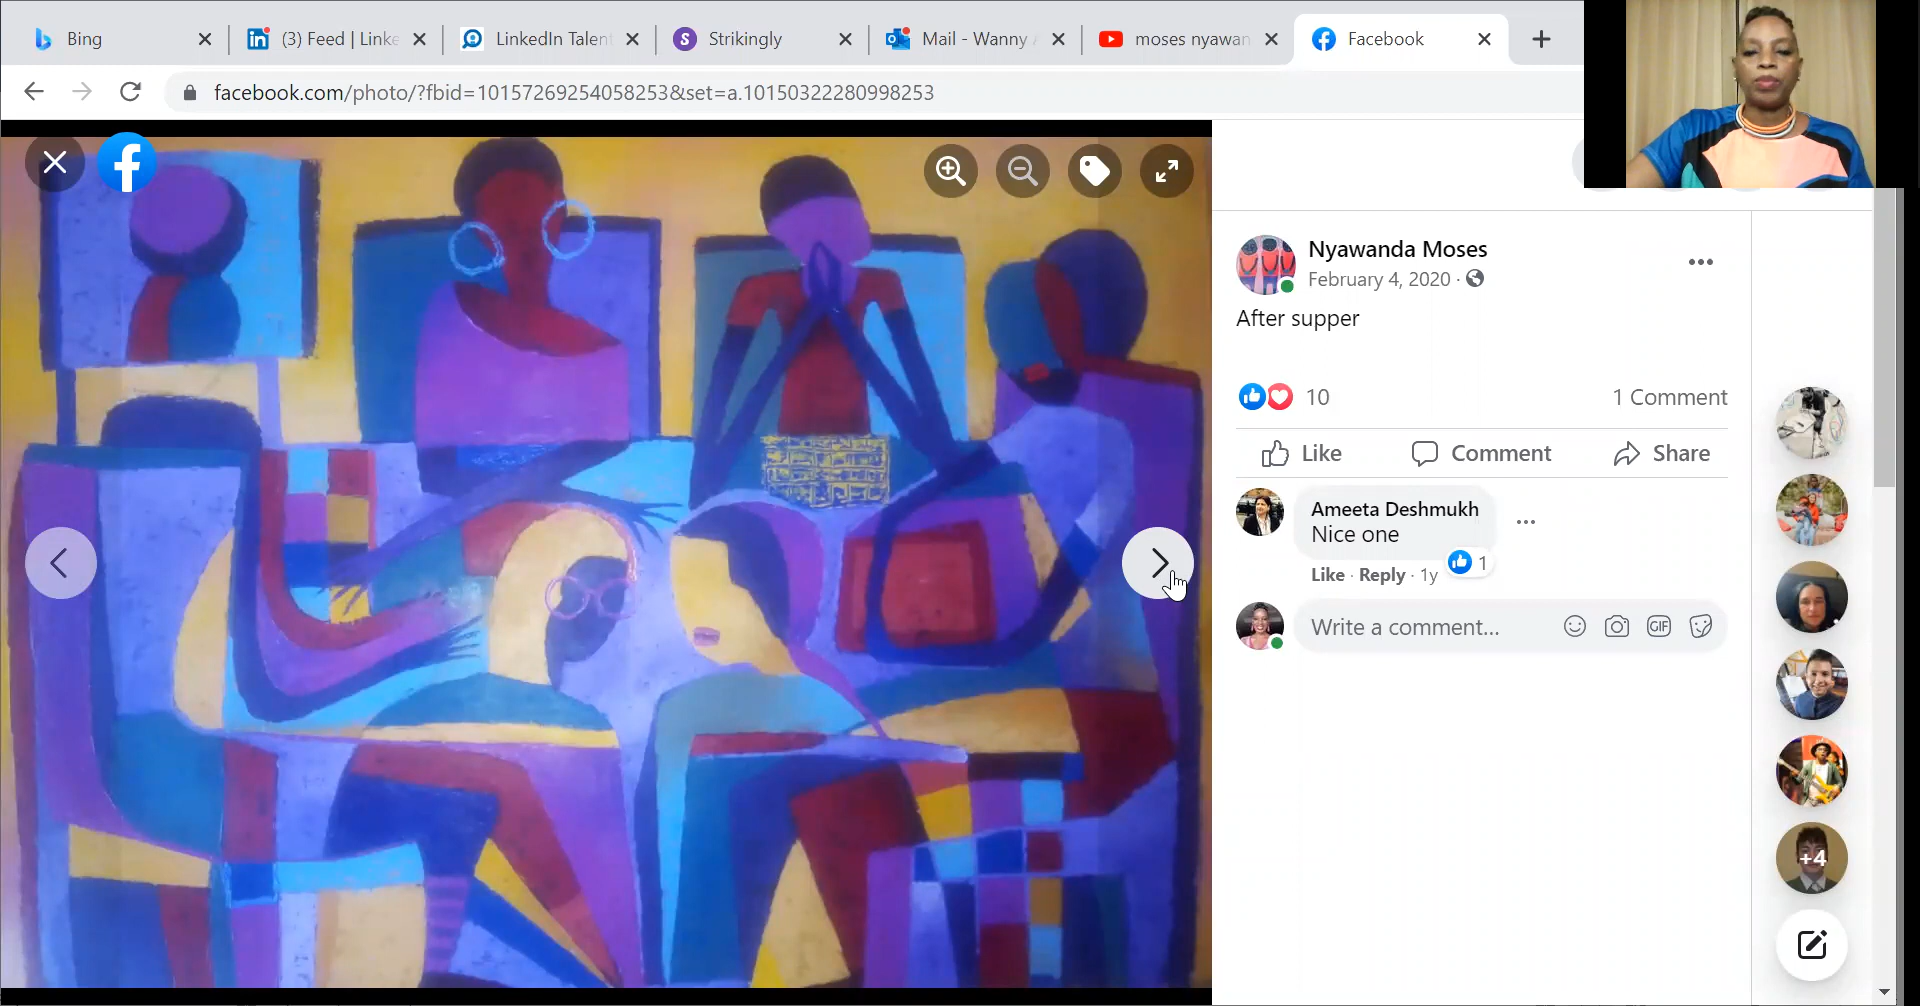 Bing
(3) Feed | Linke
LinkedIn Talent
Strikingly
Mail - Wanny
moses nyawan
Facebook
facebook.com/photo/?fbid=10157269254058253&set=a.10150322280998253
Nyawanda Moses
February 4, 2020 ·
After supper
10
1 Comment
Like
Comment
Share
Ameeta Deshmukh
Nice one
Like · Reply · 1y
1
Write a comment...
GIF
+4